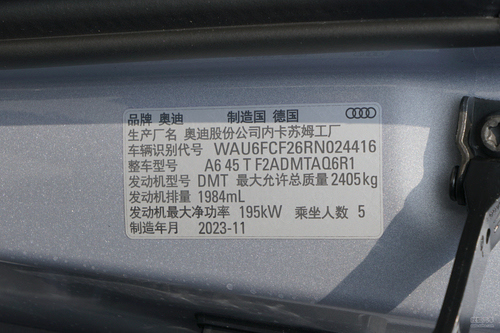 品牌 奥迪 制造国 德国
生产厂名 奥迪股份公司内卡苏姆工厂
车辆识别代号 WAU6FCF26RN024416
整车型号 A6 45 T F2ADMTAQ6R1
发动机型号 DMT 最大允许总质量 2405kg
发动机排量 1984mL
发动机最大净功率 195kW 乘坐人数 5
制造年月 2023-11